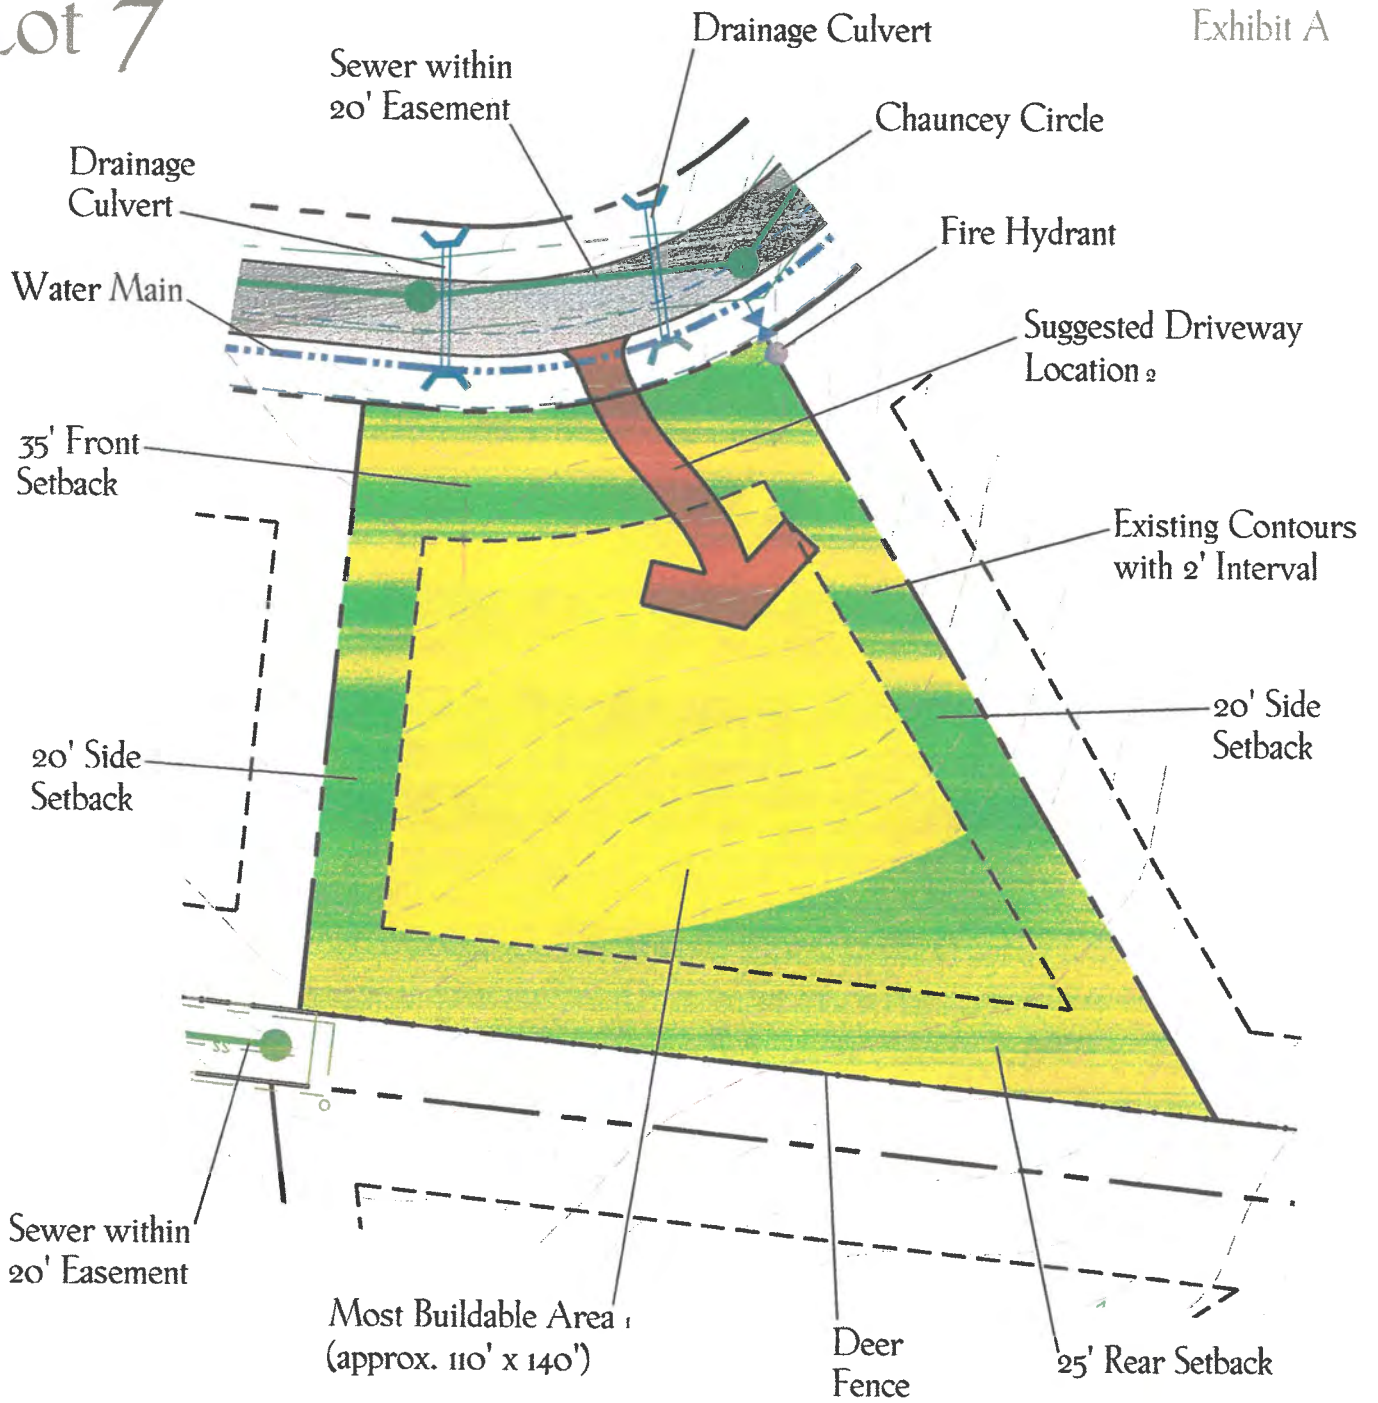 Lot 7
Exhibit A
Drainage Culvert
Sewer within
20' Easement
Chauncey Circle
Drainage
Culvert
Fire Hydrant
Water Main
Suggested Driveway
Location 2
35' Front
Setback
Existing Contours
with 2' Interval
20' Side
Setback
20' Side
Setback
SS
Sewer within
20' Easement
Most Buildable Area 1
(approx. 110' x 140')
Deer
Fence
25' Rear Setback